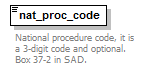 nat_proc_code
National procedure code, it is
a 3-digit code and optional.
Box 37-2 in SAD.